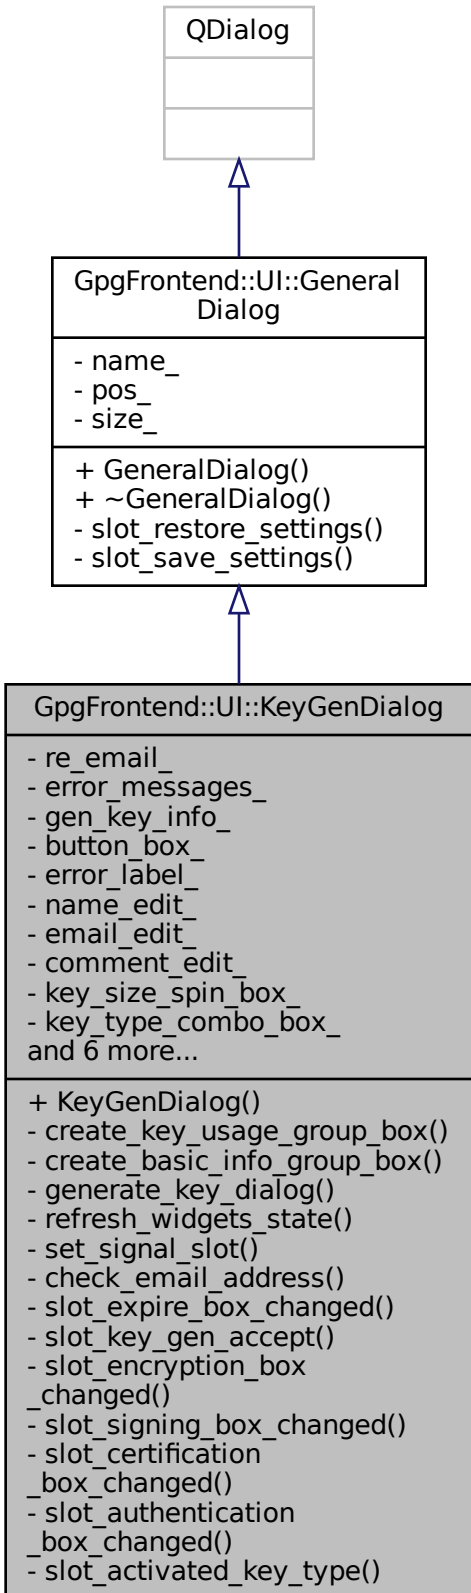 QDialog
GpgFrontend::UI::General
Dialog
- name_
- pos_
- size_
+ GeneralDialog()
+ ~GeneralDialog()
- slot_restore_settings()
- slot_save_settings()
GpgFrontend::UI::KeyGenDialog
- re_email_
- error_messages_
- gen_key_info_
- button_box_
- error_label_
- name_edit_
- email_edit_
- comment_edit_
- key_size_spin_box_
- key_type_combo_box_
and 6 more...
+ KeyGenDialog()
- create_key_usage_group_box()
- create_basic_info_group_box()
- generate_key_dialog()
- refresh_widgets_state()
- set_signal_slot()
- check_email_address()
- slot_expire_box_changed()
- slot_key_gen_accept()
- slot_encryption_box
_changed()
- slot_signing_box_changed()
- slot_certification
_box_changed()
- slot_authentication
_box_changed()
- slot_activated_key_type()